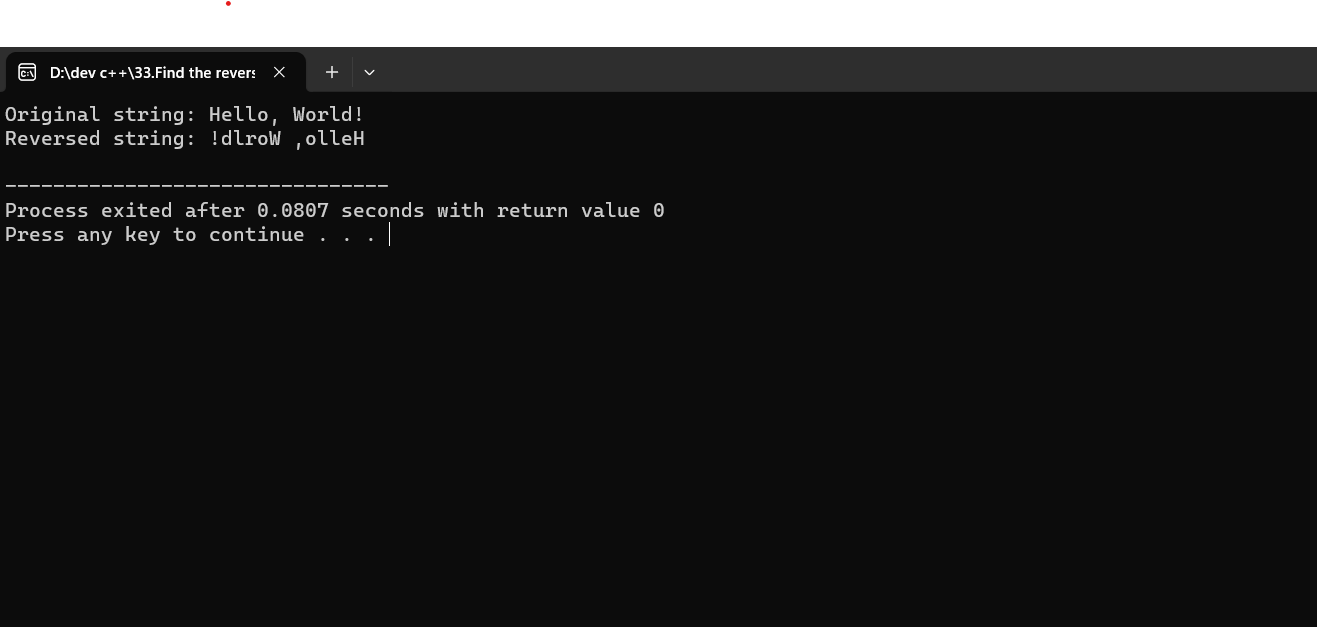 D:\dev c++\33.Find the revers
Original string: Hello, World!
Reversed string: !dlroW ,olleH
--------------------------------
Process exited after 0.0807 seconds with return value 0
Press any key to continue . . .